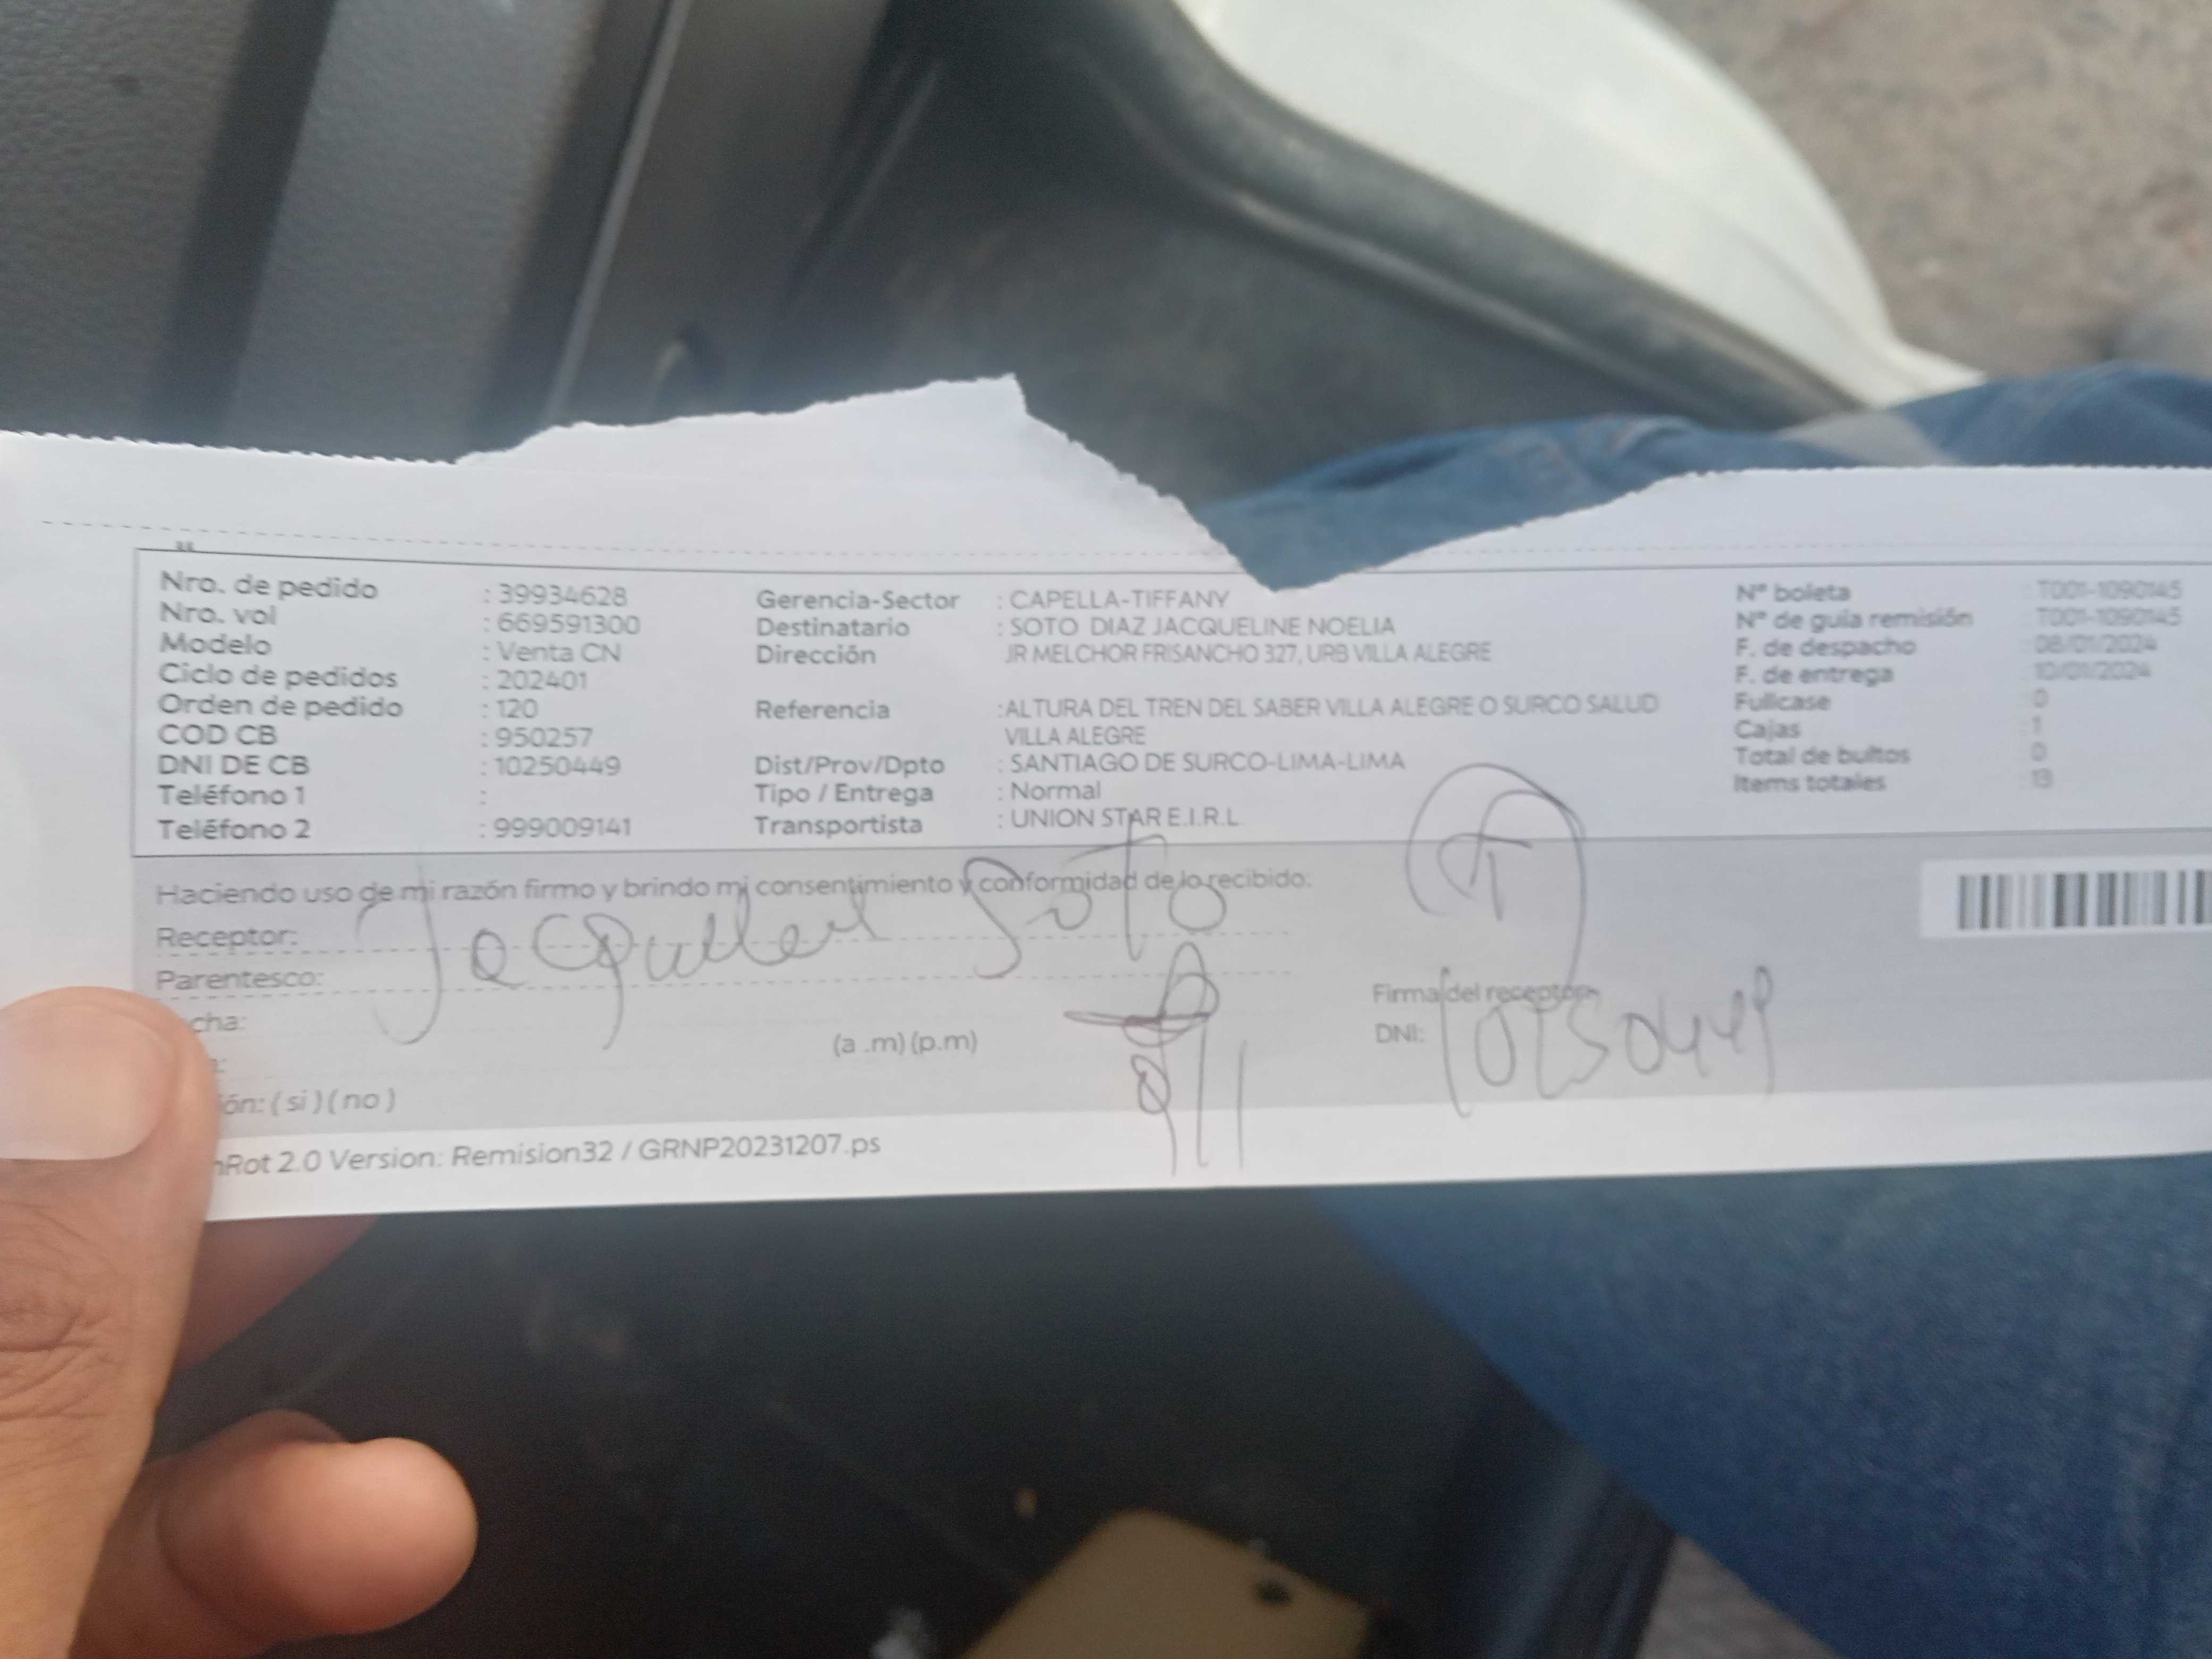 Nro. de pedido : 39934628
Nro. vol : 669591300
Modelo : Venta CN
Ciclo de pedidos : 202401
Orden de pedido : 120
COD CB : 950257
DNI DE CB : 10250449
Teléfono 1 :
Teléfono 2 : 999009141
Gerencia-Sector : CAPELLA-TIFFANY
Destinatario : SOTO DIAZ JACQUELINE NOELIA
Dirección JR MELCHOR FRISANCHO 327, URB VILLA ALEGRE
Referencia : ALTURA DEL TREN DEL SABER VILLA ALEGRE O SURCO SALUD
VILLA ALEGRE
Dist/Prov/Dpto : SANTIAGO DE SURCO-LIMA-LIMA
Tipo / Entrega : Normal
Transportista : UNION STAR E.I.R.L.
N° boleta : T001-1090145
N° de guía remisión T001-1090145
F. de despacho : 08/01/2024
F. de entrega : 10/01/2024
Fullcase : 0
Cajas : 1
Total de bultos : 0
Items totales : 13
Haciendo uso de mi razón firmo y brindo mi consentimiento y conformidad de lo recibido:
Receptor: Soto
Parentesco:
cha:
(a .m) (p.m)
ón: ( si ) ( no )
Firma del receptor
DNI: 10250449
nRot 2.0 Version: Remision32 / GRNP20231207.ps